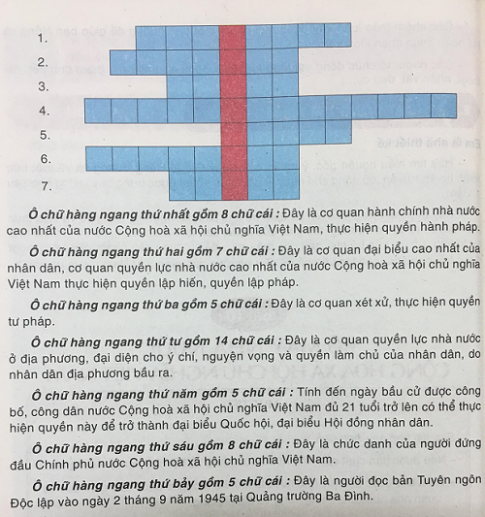 1.
2.
3.
4.
5.
6.
7.
Ô chữ hàng ngang thứ nhất gồm 8 chữ cái : Đây là cơ quan hành chính nhà nước
cao nhất của nước Cộng hoà xã hội chủ nghĩa Việt Nam, thực hiện quyền hành pháp.
Ô chữ hàng ngang thứ hai gồm 7 chữ cái : Đây là cơ quan đại biểu cao nhất của
nhân dân, cơ quan quyền lực nhà nước cao nhất của nước Cộng hoà xã hội chủ nghĩa
Việt Nam thực hiện quyền lập hiến, quyền lập pháp.
Ô chữ hàng ngang thứ ba gồm 5 chữ cái : Đây là cơ quan xét xử, thực hiện quyền
tư pháp.
Ô chữ hàng ngang thứ tư gồm 14 chữ cái : Đây là cơ quan quyền lực nhà nước
ở địa phương, đại diện cho ý chí, nguyện vọng và quyền làm chủ của nhân dân, do
nhân dân địa phương bầu ra.
Ô chữ hàng ngang thứ năm gồm 5 chữ cái : Tính đến ngày bầu cử được công
bố, công dân nước Cộng hoà xã hội chủ nghĩa Việt Nam đủ 21 tuổi trở lên có thể thực
hiện quyền này để trở thành đại biểu Quốc hội, đại biểu Hội đồng nhân dân.
Ô chữ hàng ngang thứ sáu gồm 8 chữ cái : Đây là chức danh của người đứng
đầu Chính phủ nước Cộng hoà xã hội chủ nghĩa Việt Nam.
Ô chữ hàng ngang thứ bảy gồm 5 chữ cái : Đây là người đọc bản Tuyên ngôn
Độc lập vào ngày 2 tháng 9 năm 1945 tại Quảng trường Ba Đình.